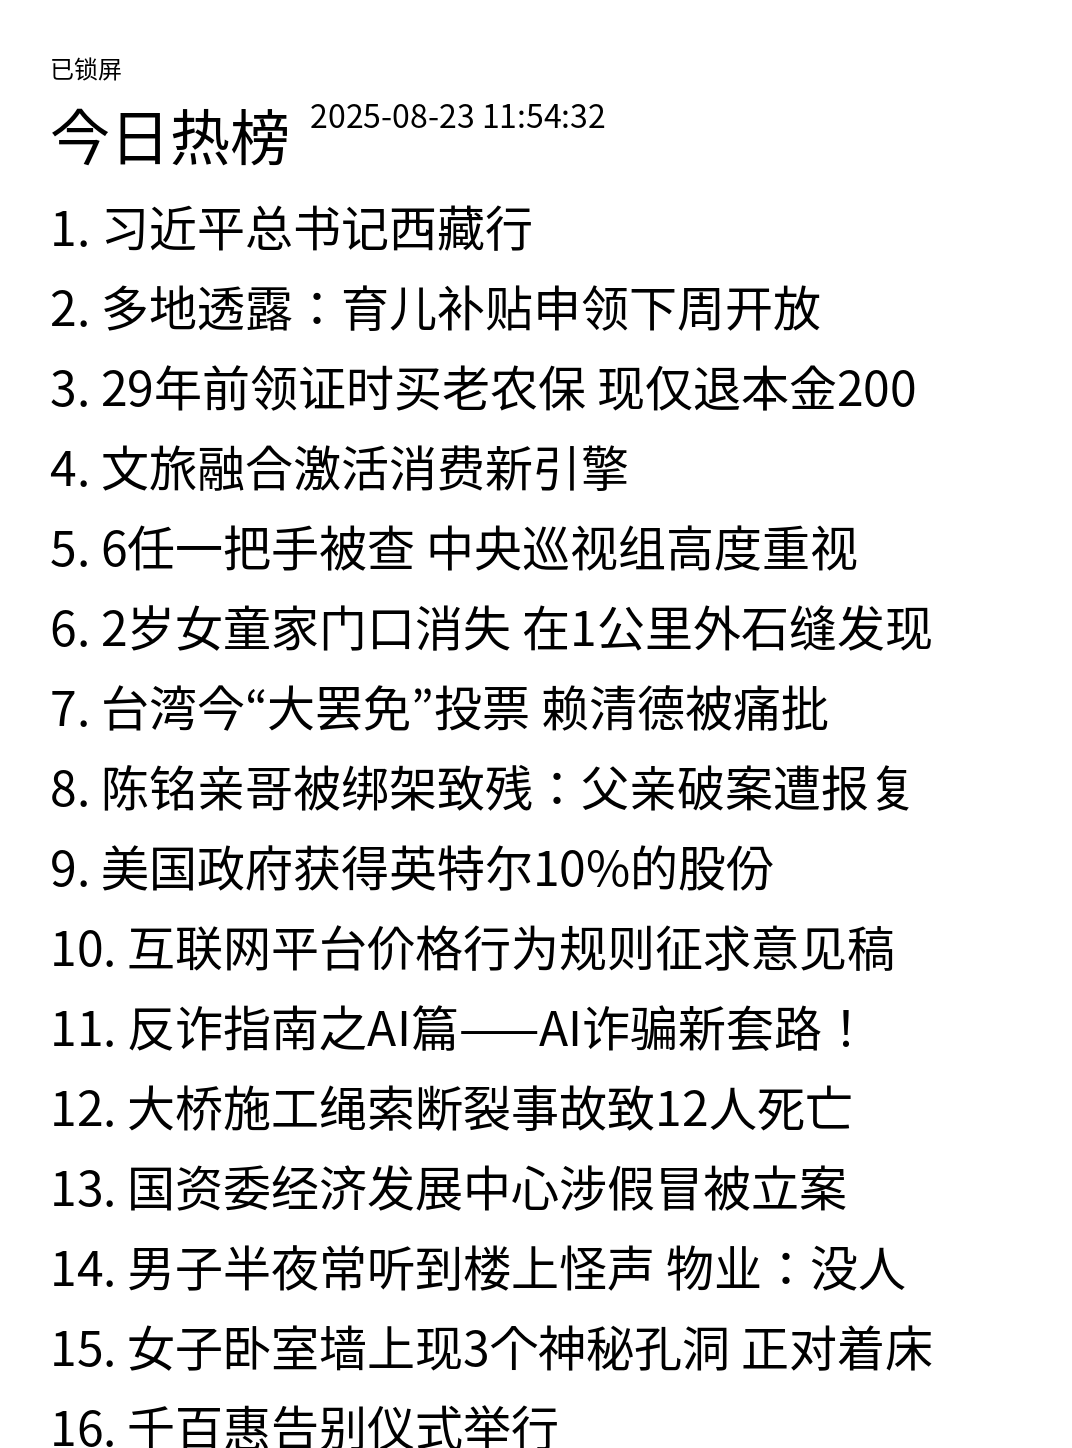 已锁屏
今日热榜 2025-08-23 11:54:32
1. 习近平总书记西藏行
2. 多地透露：育儿补贴申领下周开放
3. 29年前领证时买老农保 现仅退本金200
4. 文旅融合激活消费新引擎
5. 6任一把手被查 中央巡视组高度重视
6. 2岁女童家门口消失 在1公里外石缝发现
7. 台湾今“大罢免”投票 赖清德被痛批
8. 陈铭亲哥被绑架致残：父亲破案遭报复
9. 美国政府获得英特尔10%的股份
10. 互联网平台价格行为规则征求意见稿
11. 反诈指南之AI篇——AI诈骗新套路！
12. 大桥施工绳索断裂事故致12人死亡
13. 国资委经济发展中心涉假冒被立案
14. 男子半夜常听到楼上怪声 物业：没人
15. 女子卧室墙上现3个神秘孔洞 正对着床
16. 千百惠告别仪式举行